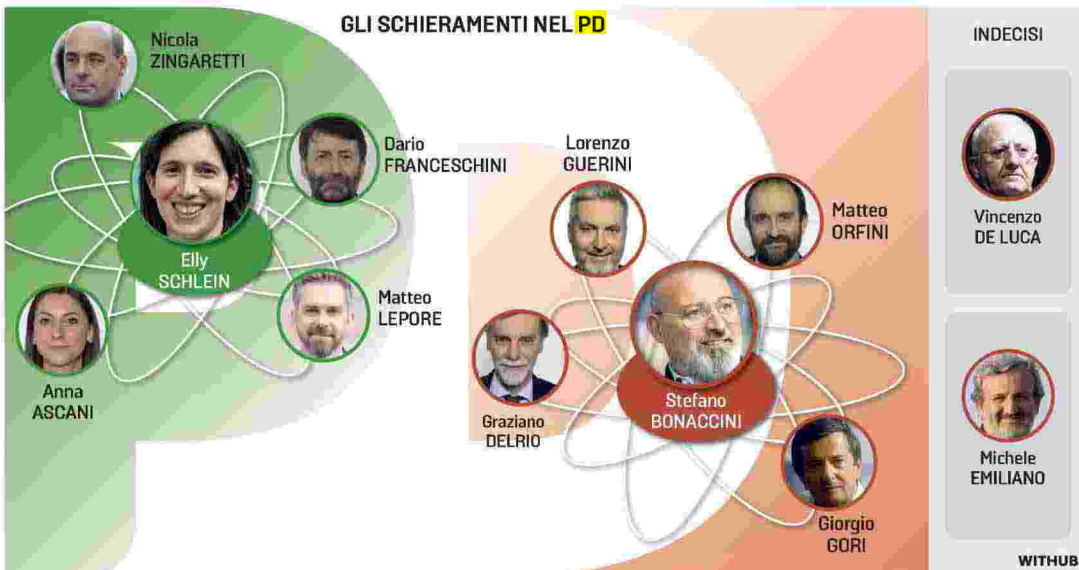 GLI SCHIERAMENTI NEL PD
Nicola
ZINGARETTI
Dario
FRANCESCHINI
Elly
SCHLEIN
Matteo
LEPORE
Anna
ASCANI
Lorenzo
GUERINI
Matteo
ORFINI
Graziano
DELRIO
Stefano
BONACCINI
Giorgio
GORI
INDECISI
Vincenzo
DE LUCA
Michele
EMILIANO
WITHUB